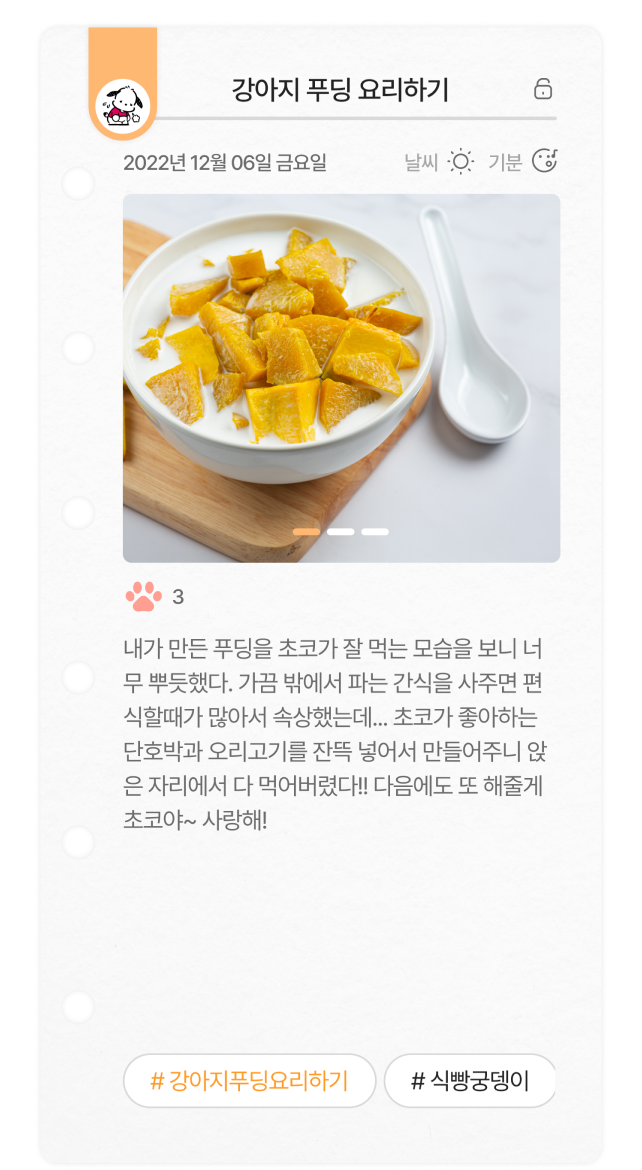 강아지 푸딩 요리하기
2022년 12월 06일 금요일 날씨 기분
3
내가 만든 푸딩을 초코가 잘 먹는 모습을 보니 너
무 뿌듯했다. 가끔 밖에서 파는 간식을 사주면 편
식할때가 많아서 속상했는데... 초코가 좋아하는
단호박과 오리고기를 잔뜩 넣어서 만들어주니 앉
은 자리에서 다 먹어버렸다!! 다음에도 또 해줄게
초코야~ 사랑해!
# 강아지푸딩요리하기 # 식빵궁뎅이